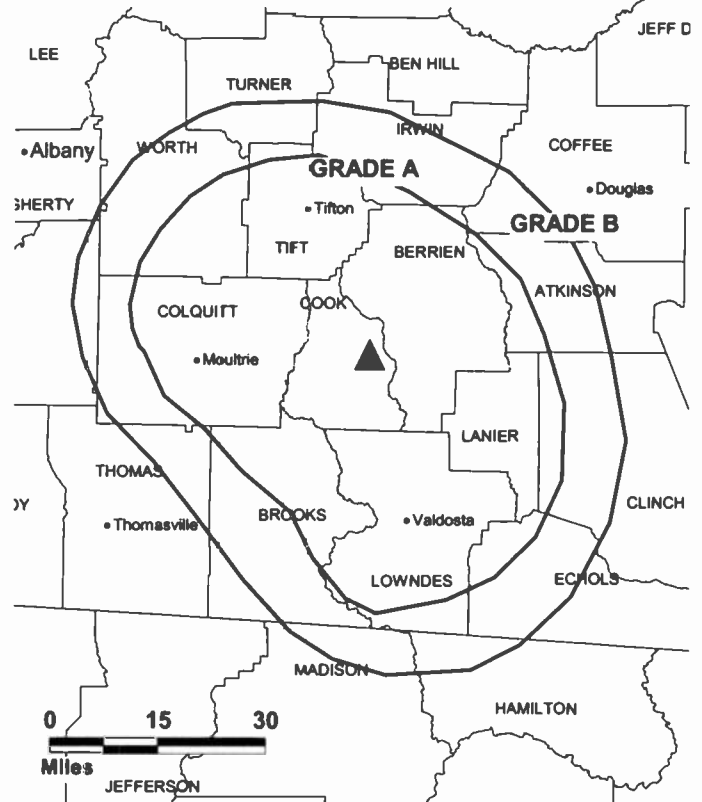 JEFF D
LEE
BEN HILL
TURNER
IRWIN
WORTH
COFFEE
Albany
GRADE A
Douglas
GHERTY
Tifton
GRADE B
TIFT
BERRIEN
ATKINSON
COOK
COLQUITT
Moultrie
LANIER
THOMAS
CLINCH
BROOKS
Thomasville
Valdosta
LOWNDES
ECHOLS
MADISON
HAMILTON
0 15 30
Miles
JEFFERSON